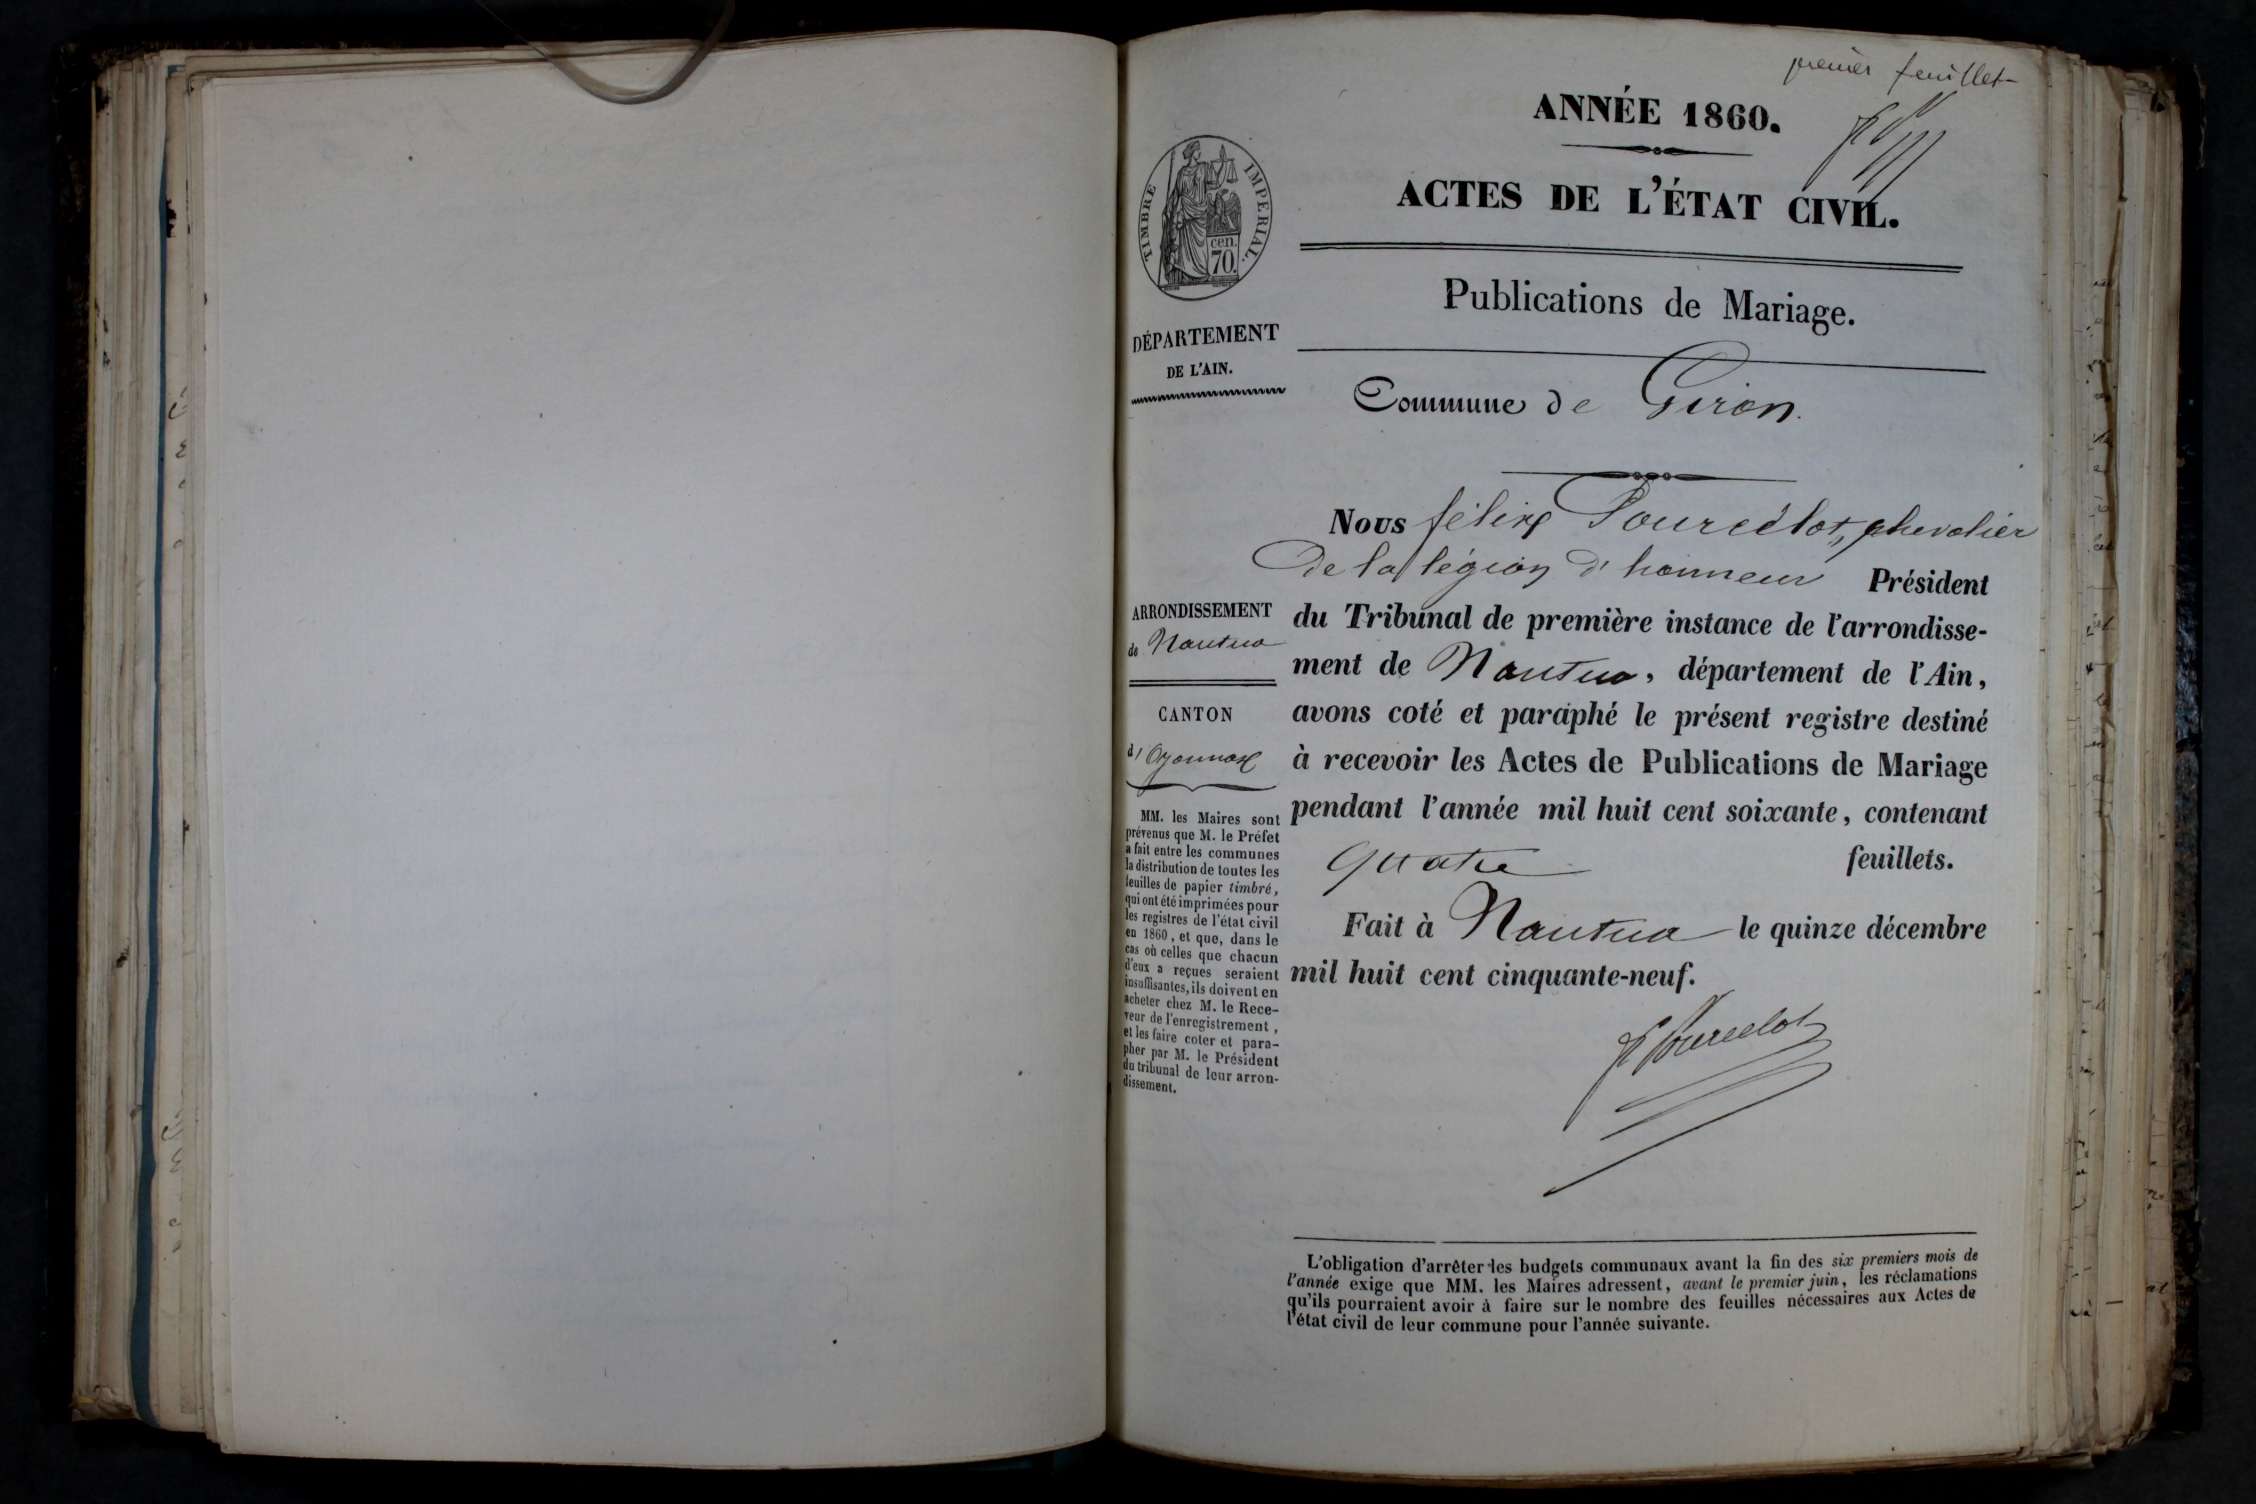 premier feuillet
ANNÉE 1860.
ACTES DE L'ÉTAT CIVIL.
TIMBRE IMPERIAL.
cen.
70.
Publications de Mariage.
DÉPARTEMENT
DE L'AIN.
Commune de Giron.
Nous félix Pourcelot, chevalier
De la légion d'honneur Président
du Tribunal de première instance de l'arrondisse-
ment de Nantua, département de l'Ain,
avons coté et paraphé le présent registre destiné
à recevoir les Actes de Publications de Mariage
pendant l'année mil huit cent soixante, contenant
quatre feuillets.
Fait à Nantua le quinze décembre
mil huit cent cinquante-neuf.
F Pourcelot
ARRONDISSEMENT
de Nantua
CANTON
d'Oyonnax
MM. les Maires sont
prévenus que M. le Préfet
a fait entre les communes
la distribution de toutes les
feuilles de papier timbré,
qui ont été imprimées pour
les registres de l'état civil
en 1860, et que, dans le
cas où celles que chacun
d'eux a reçues seraient
insuffisantes, ils doivent en
acheter chez M. le Rece-
veur de l'enregistrement,
et les faire coter et para-
pher par M. le Président
du tribunal de leur arron-
dissement.
L'obligation d'arrêter les budgets communaux avant la fin des six premiers mois de
l'année exige que MM. les Maires adressent, avant le premier juin, les réclamations
qu'ils pourraient avoir à faire sur le nombre des feuilles nécessaires aux Actes de
l'état civil de leur commune pour l'année suivante.